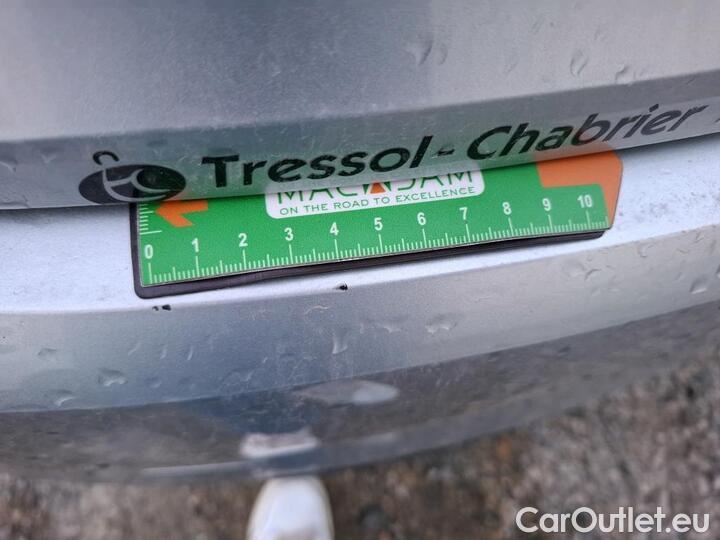 Tressol-Chabrier
MACADAM
ON THE ROAD TO EXCELLENCE
0 1 2 3 4 5 6 7 8 9 10
CarOutlet.eu